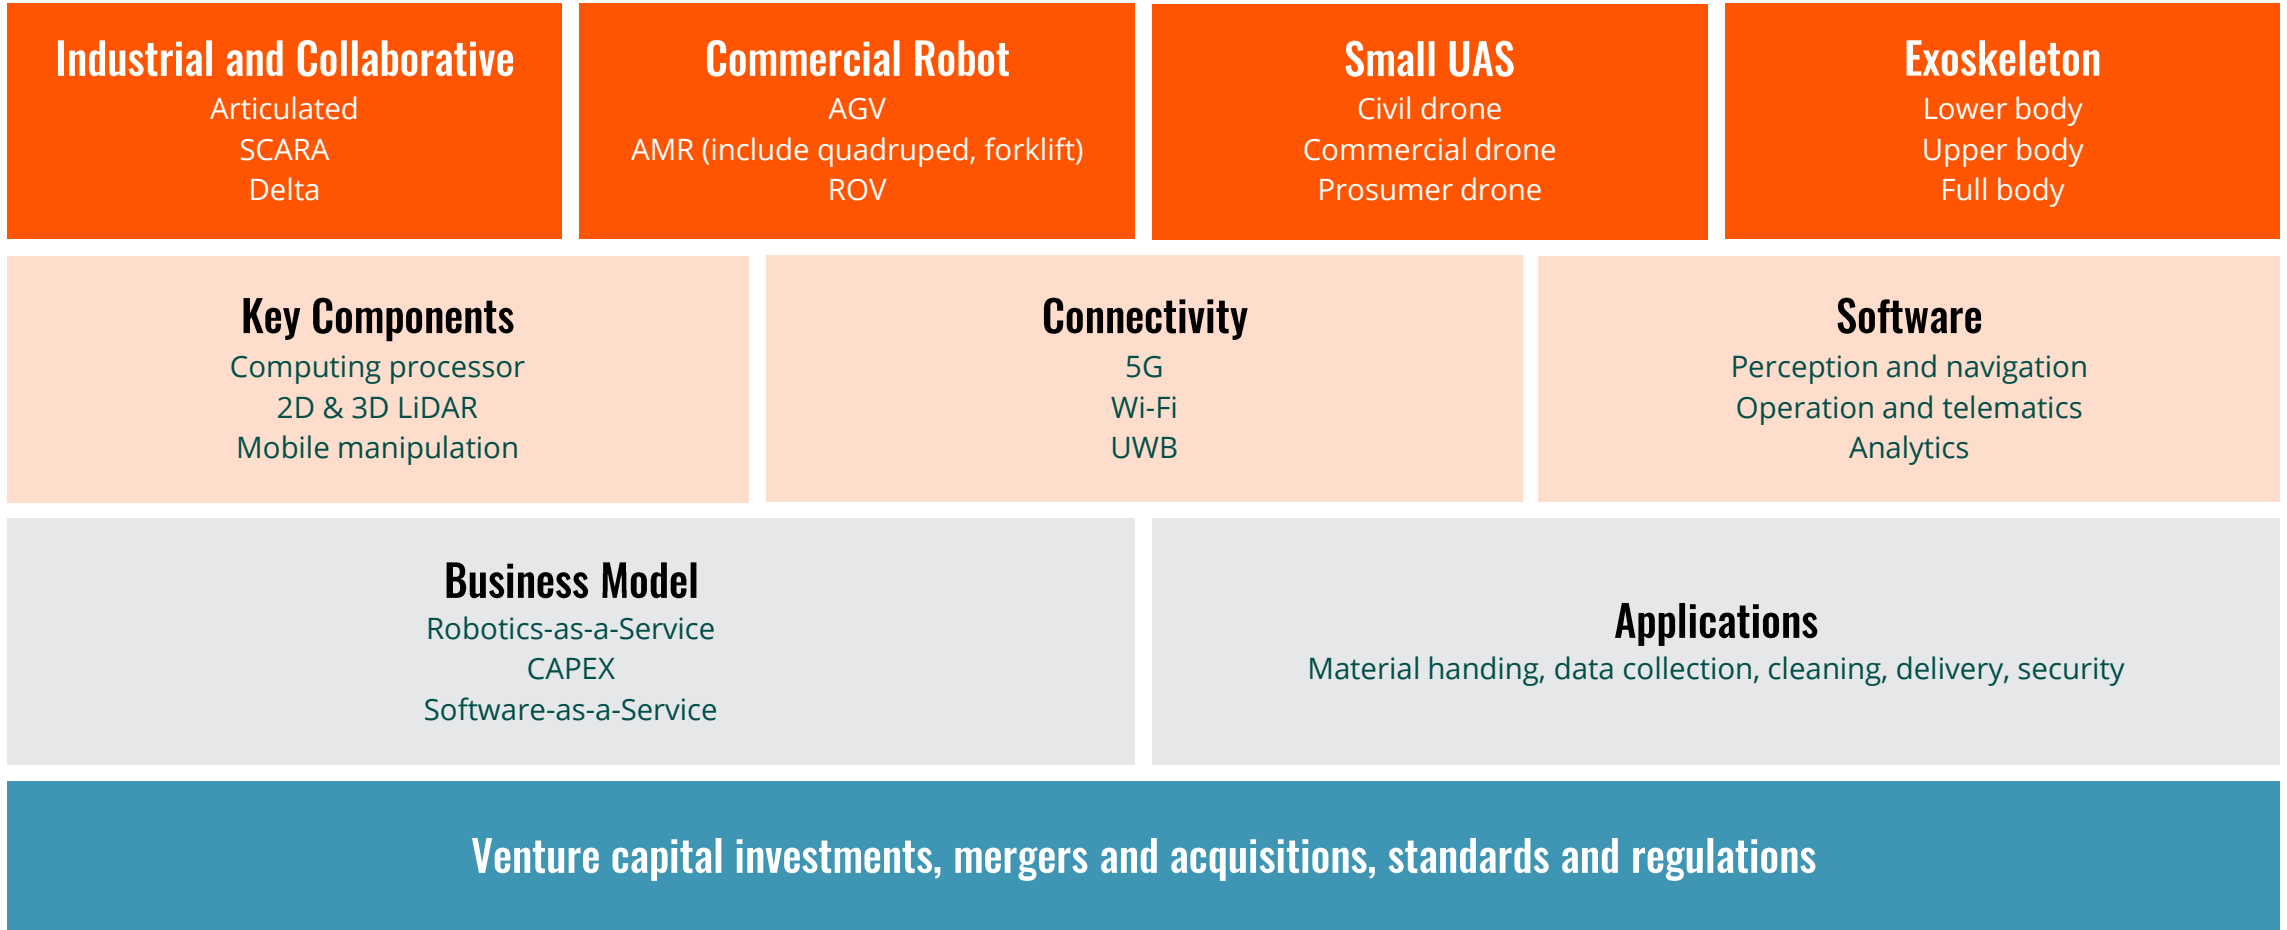 Industrial and Collaborative
Articulated
SCARA
Delta
Commercial Robot
AGV
AMR (include quadruped, forklift)
ROV
Small UAS
Civil drone
Commercial drone
Prosumer drone
Exoskeleton
Lower body
Upper body
Full body
Key Components
Computing processor
2D & 3D LiDAR
Mobile manipulation
Connectivity
5G
Wi-Fi
UWB
Software
Perception and navigation
Operation and telematics
Analytics
Business Model
Robotics-as-a-Service
CAPEX
Software-as-a-Service
Applications
Material handing, data collection, cleaning, delivery, security
Venture capital investments, mergers and acquisitions, standards and regulations